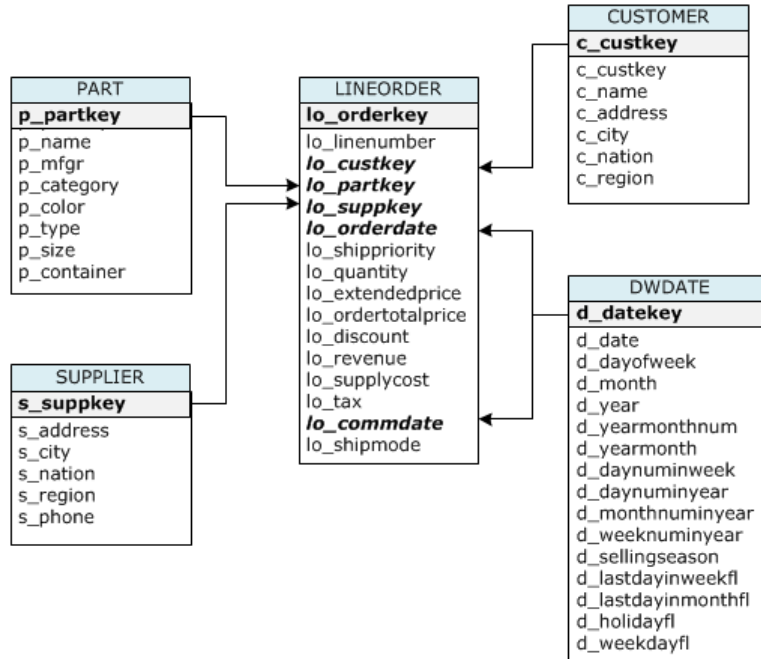 PART
p_partkey
p_name
p_mfgr
p_category
p_color
p_type
p_size
p_container
SUPPLIER
s_suppkey
s_address
s_city
s_nation
s_region
s_phone
LINEORDER
lo_orderkey
lo_linenumber
lo_custkey
lo_partkey
lo_suppkey
lo_orderdate
lo_shippriority
lo_quantity
lo_extendedprice
lo_ordertotalprice
lo_discount
lo_revenue
lo_supplycost
lo_tax
lo_commdate
lo_shipmode
CUSTOMER
c_custkey
c_custkey
c_name
c_address
c_city
c_nation
c_region
DWDATE
d_datekey
d_date
d_dayofweek
d_month
d_year
d_yearmonthnum
d_yearmonth
d_daynuminweek
d_daynuminyear
d_monthnuminyear
d_weeknuminyear
d_sellingseason
d_lastdayinweekfl
d_lastdayinmonthfl
d_holidayfl
d_weekdayfl